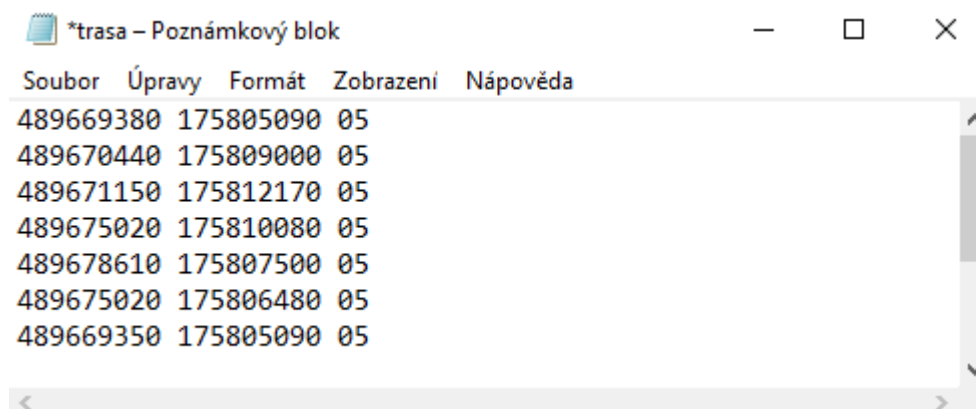 *trasa – Poznámkový blok
Soubor Úpravy Formát Zobrazení Nápověda
489669380 175805090 05
489670440 175809000 05
489671150 175812170 05
489675020 175810080 05
489678610 175807500 05
489675020 175806480 05
489669350 175805090 05